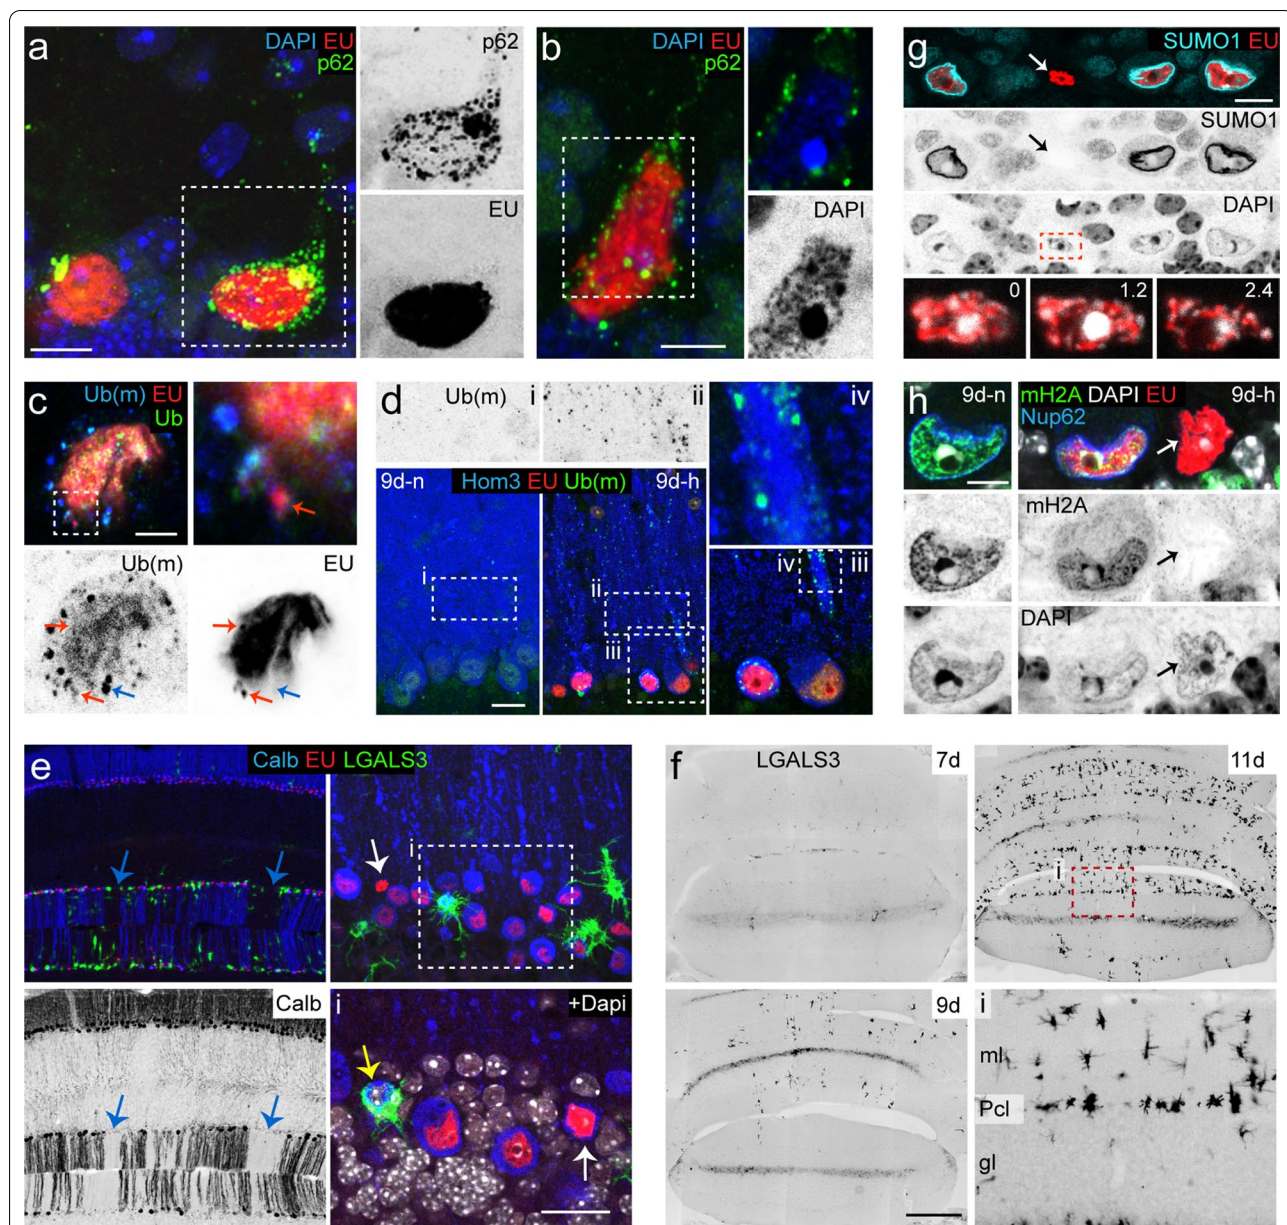 a
DAPI EU
p62
p62
EU
b
DAPI EU
p62
DAPI
g
SUMO1 EU
SUMO1
DAPI
0
1.2
2.4
c
Ub(m) EU
Ub
Ub(m)
EU
d
Ub(m)
i
ii
iv
9d-n
Hom3 EU Ub(m)
9d-h
i
ii
iii
iv
iii
h
9d-n
mH2A DAPI EU
Nup62
9d-h
mH2A
DAPI
e
Calb EU LGALS3
i
Calb
i
+Dapi
f
LGALS3
7d
11d
i
9d
i
ml
Pcl
gl